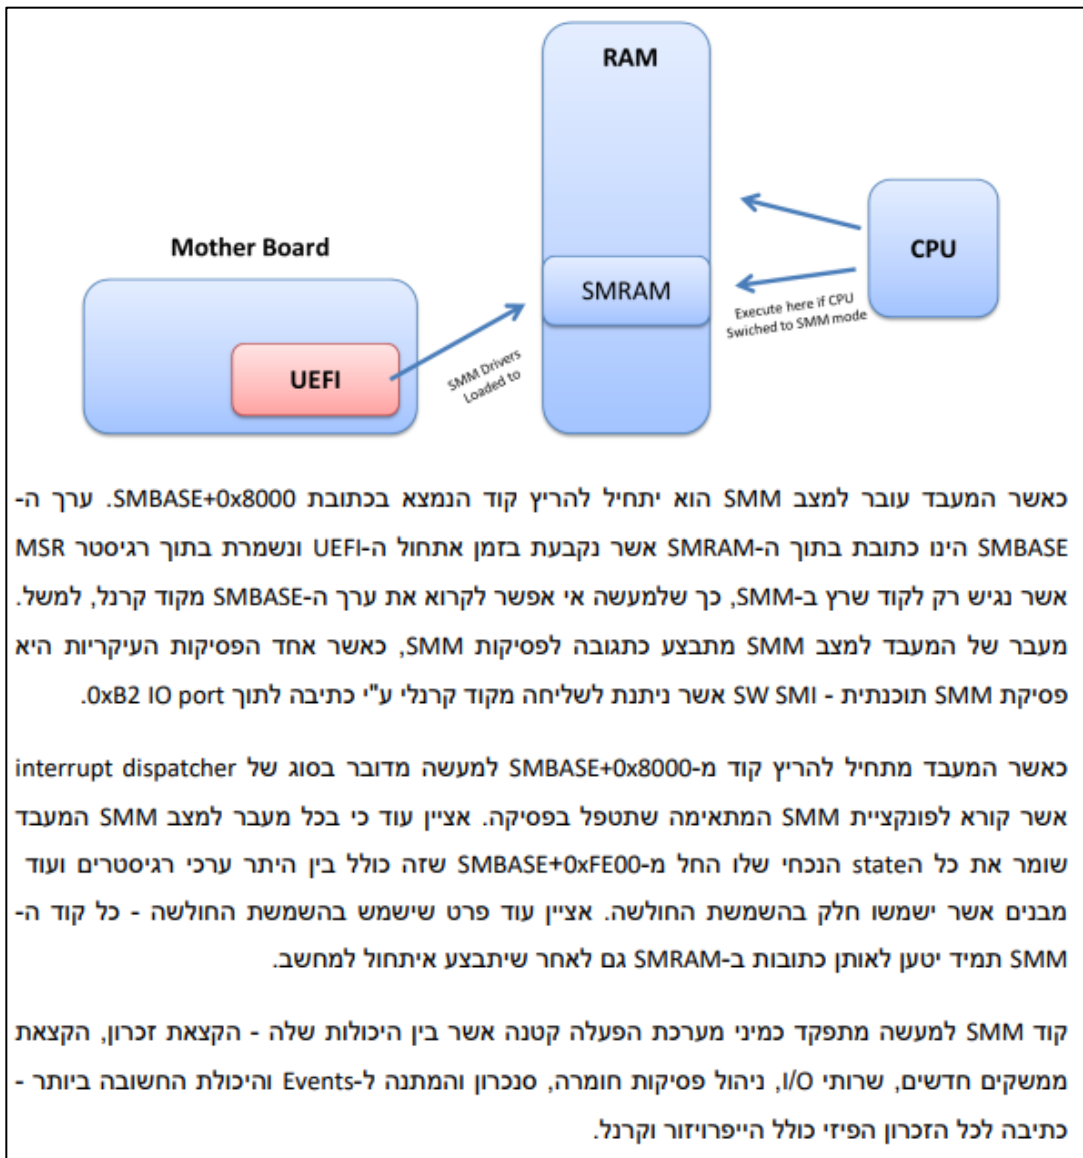 RAM
CPU
Mother Board
SMRAM
Execute here if CPU
Swiched to SMM mode
UEFI
SMM Drivers
Loaded to
כאשר המעבד עובר למצב SMM הוא יתחיל להריץ קוד הנמצא בכתובת SMBASE+0x8000. ערך ה-
SMBASE הינו כתובת בתוך ה-SMRAM אשר נקבעת בזמן אתחול ה-UEFI ונשמרת בתוך רגיסטר MSR
אשר נגיש רק לקוד שרץ ב-SMM, כך שלמעשה אי אפשר לקרוא את ערך ה-SMBASE מקוד קרנל, למשל.
מעבר של המעבד למצב SMM מתבצע כתגובה לפסיקות SMM, כאשר אחד הפסיקות העיקריות היא
פסיקת SMM תוכנתית - SW SMI אשר ניתנת לשליחה מקוד קרנלי ע"י כתיבה לתוך 0xB2 IO port.
כאשר המעבד מתחיל להריץ קוד מ-SMBASE+0x8000 למעשה מדובר בסוג של interrupt dispatcher
אשר קורא לפונקציית SMM המתאימה שתטפל בפסיקה. אציין עוד כי בכל מעבר למצב SMM המעבד
שומר את כל הstate הנכחי שלו החל מ-SMBASE+0xFE00 שזה כולל בין היתר ערכי רגיסטרים ועוד
מבנים אשר ישמשו חלק בהשמשת החולשה. אציין עוד פרט שישמש בהשמשת החולשה - כל קוד ה-
SMM תמיד יטען לאותן כתובות ב-SMRAM גם לאחר שיתבצע איתחול למחשב.
קוד SMM למעשה מתפקד כמיני מערכת הפעלה קטנה אשר בין היכולות שלה - הקצאת זכרון, הקצאת
ממשקים חדשים, שרותי I/O, ניהול פסיקות חומרה, סנכרון והמתנה ל-Events והיכולת החשובה ביותר -
כתיבה לכל הזכרון הפיזי כולל הייפרויזור וקרנל.